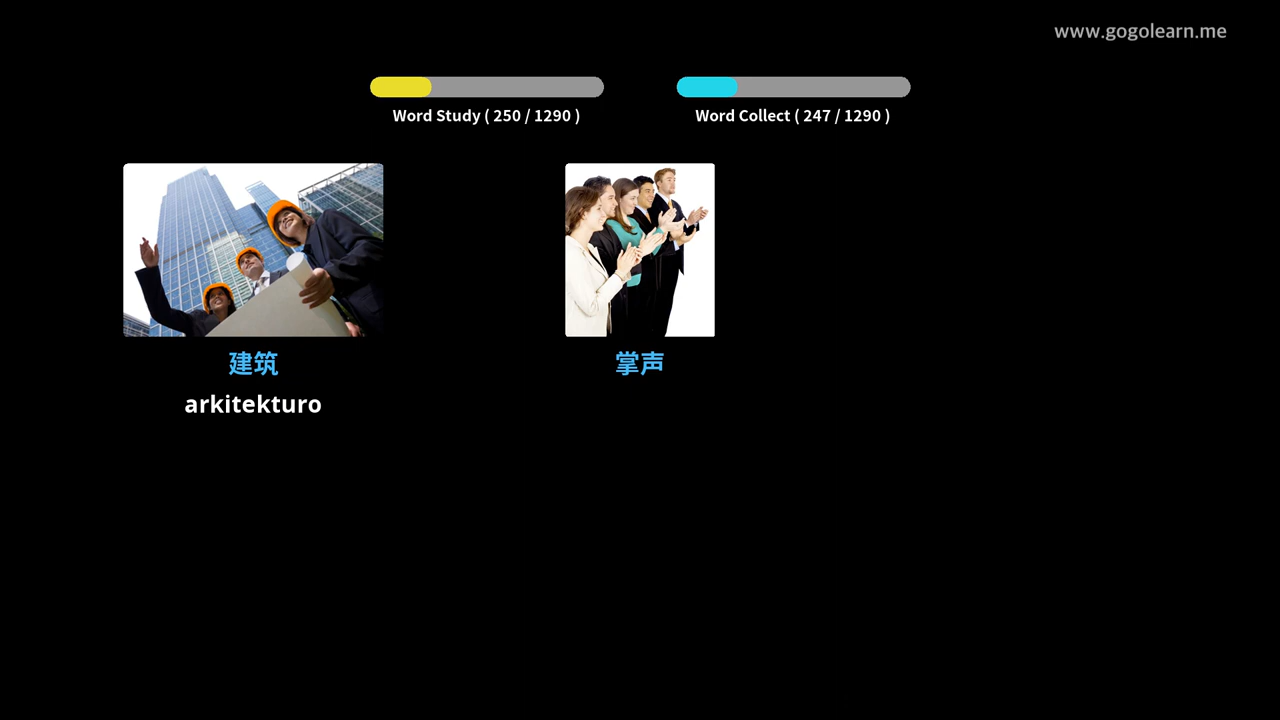 www.gogolearn.me
Word Study ( 250 / 1290 )
Word Collect ( 247 / 1290 )
建筑
掌声
arkitekturo